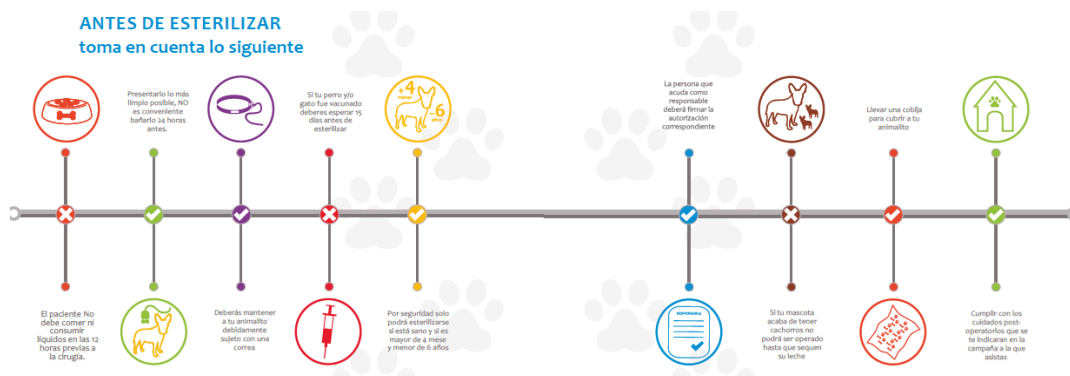 ANTES DE ESTERILIZAR
toma en cuenta lo siguiente
El paciente No
debe comer ni
consumir
líquidos en las 12
horas previas a
la cirugía.
Presentarlo lo más
limpio posible, NO
es conveniente
bañarlo 24 horas
antes.
Deberás mantener
a tu animalito
debidamente
sujeto con una
correa
Si tu perro y/o
gato fue vacunado
deberes esperar 15
días antes de
esterilizar
+4
meses
-6
años
Por seguridad solo
podrá esterilizarse
si está sano y si es
mayor de 4 mese
y menor de 6 años
La persona que
acuda como
responsable
deberá firmar la
autorización
correspondiente
RESPONSABLE
Si tu mascota
acaba de tener
cachorros no
podrá ser operado
hasta que sequen
su leche
Llevar una cobija
para cubrir a tu
animalito
Cumplir con los
cuidados post-
operatorios que se
te indicaran en la
campaña a la que
asistas